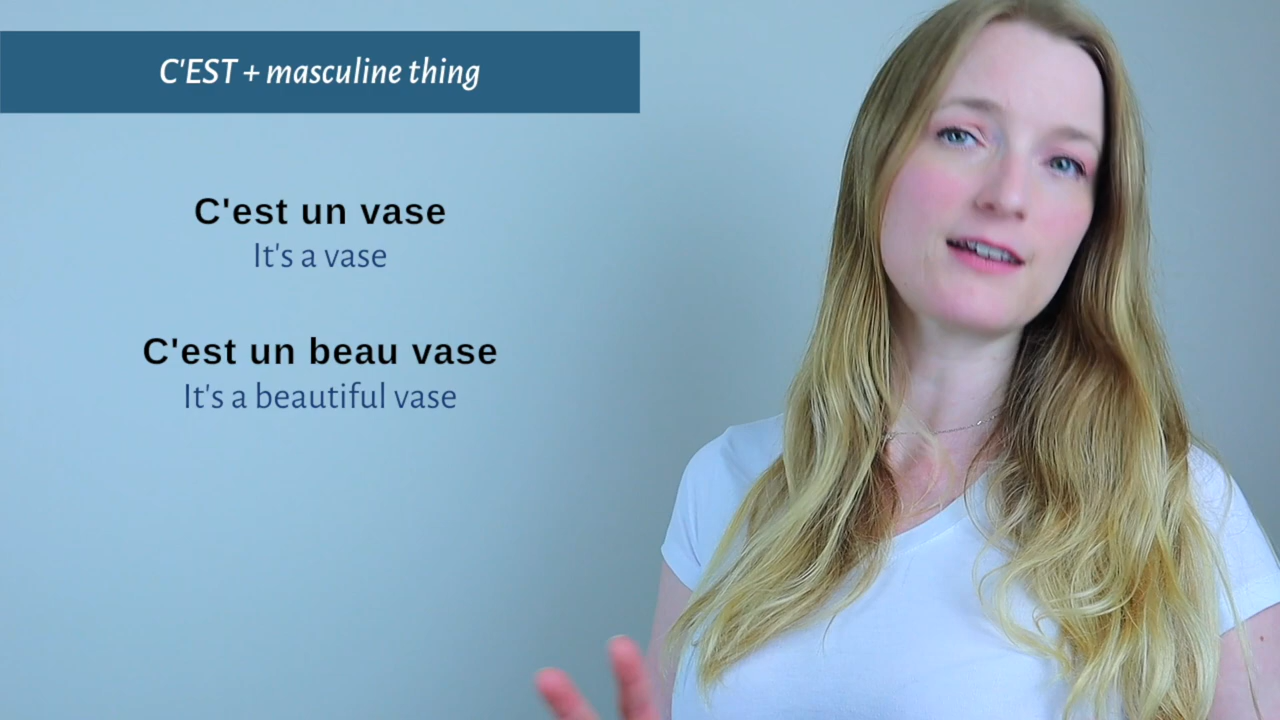 C'EST + masculine thing
C'est un vase
It's a vase
C'est un beau vase
It's a beautiful vase